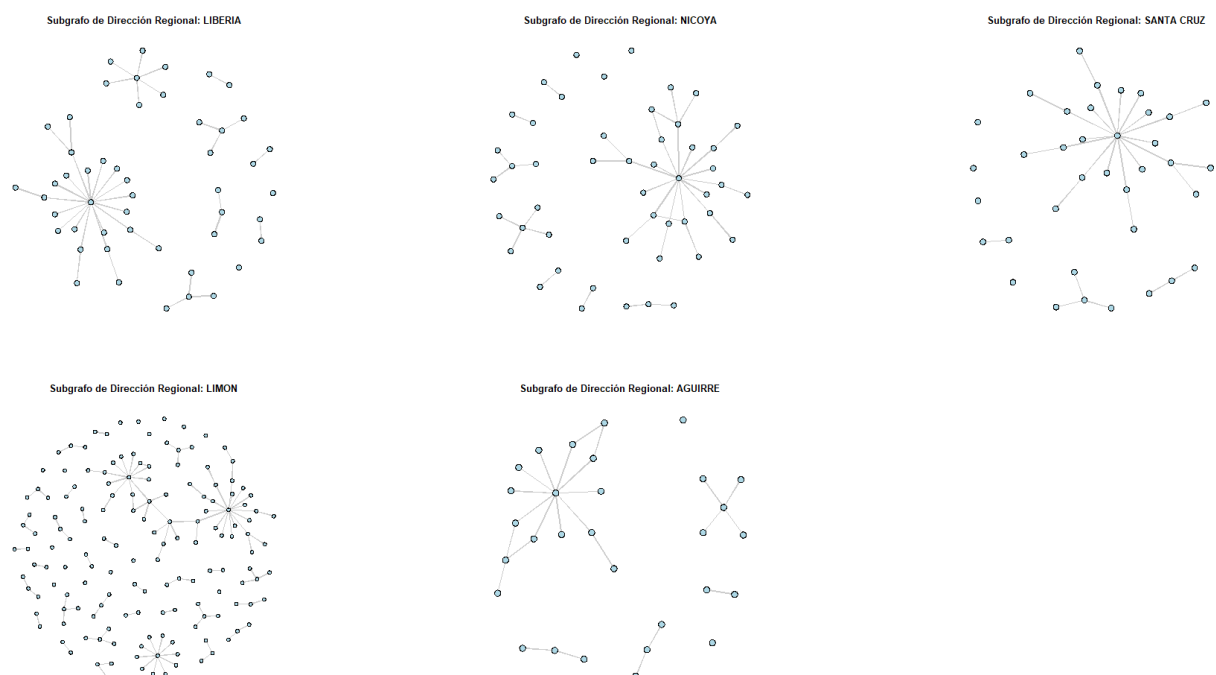 Subgrafo de Dirección Regional: LIBERIA
Subgrafo de Dirección Regional: NICOYA
Subgrafo de Dirección Regional: SANTA CRUZ
Subgrafo de Dirección Regional: LIMON
Subgrafo de Dirección Regional: AGUIRRE